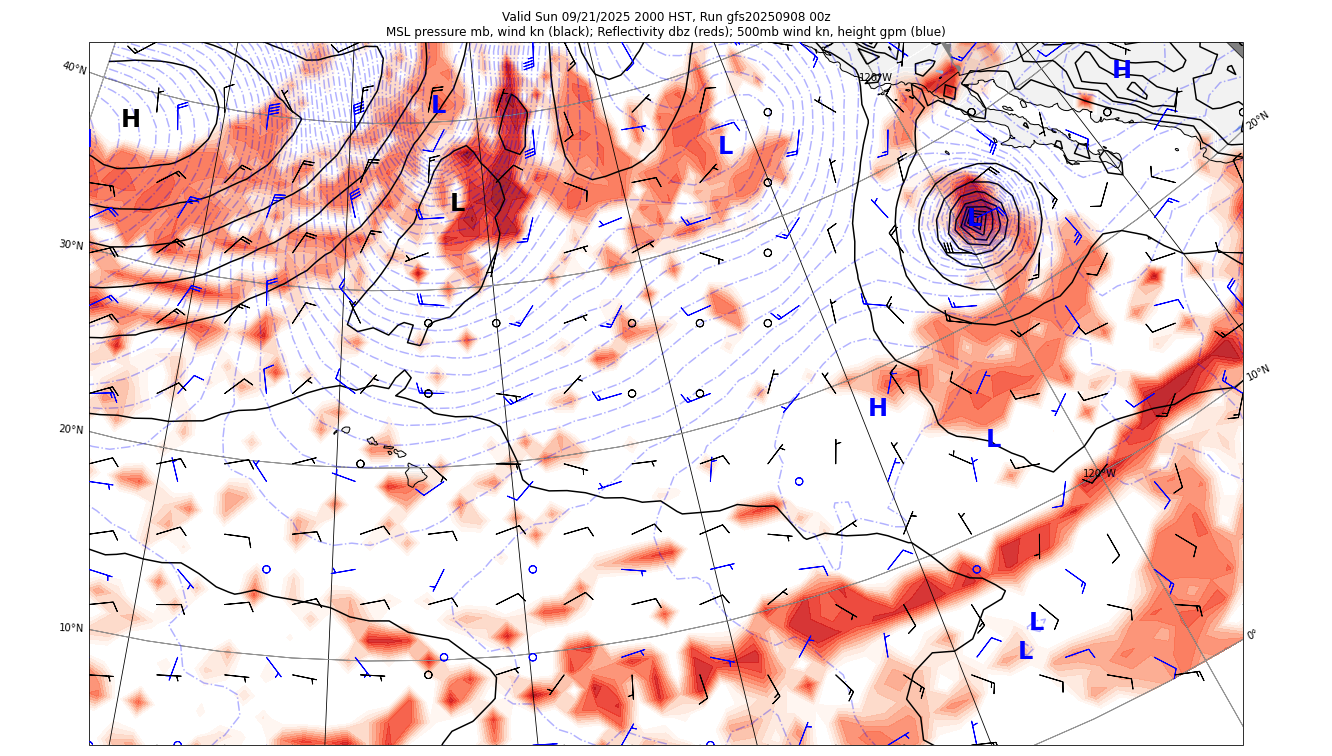 Valid Sun 09/21/2025 2000 HST, Run gfs20250908 00z
MSL pressure mb, wind kn (black); Reflectivity dbz (reds); 500mb wind kn, height gpm (blue)
40°N
120°W
H
L
H
20°N
L
L
L
30°N
10°N
H
L
20°N
120°W
10°N
L
0°
L